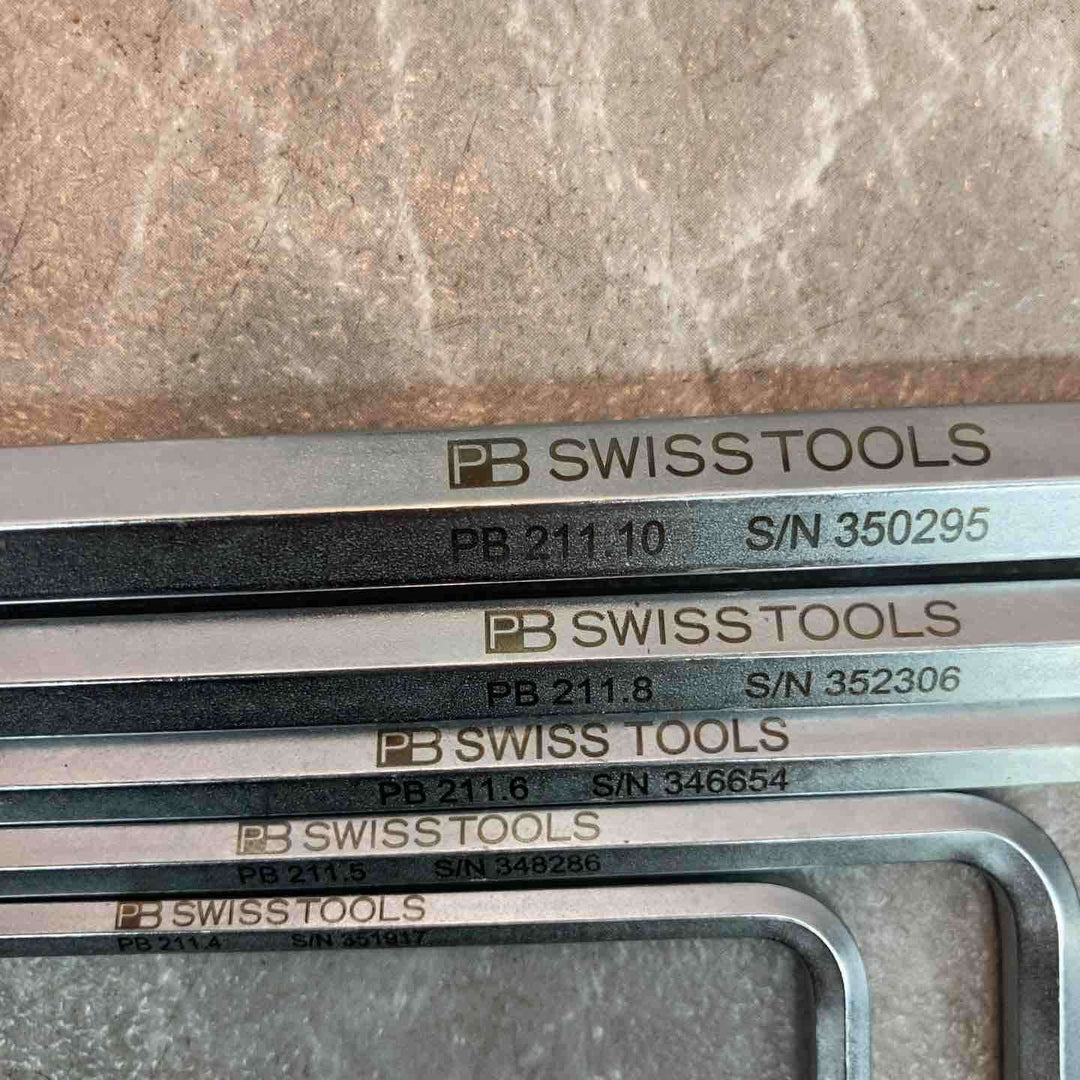 PB SWISS TOOLS
PB 211.10 S/N 350295
PB SWISS TOOLS
PB 211.8 S/N 352306
PB SWISS TOOLS
PB 211.6 S/N 346654
PB SWISS TOOLS
PB 211.5 S/N 348286
PB SWISS TOOLS
PB 211.4 S/N 351917